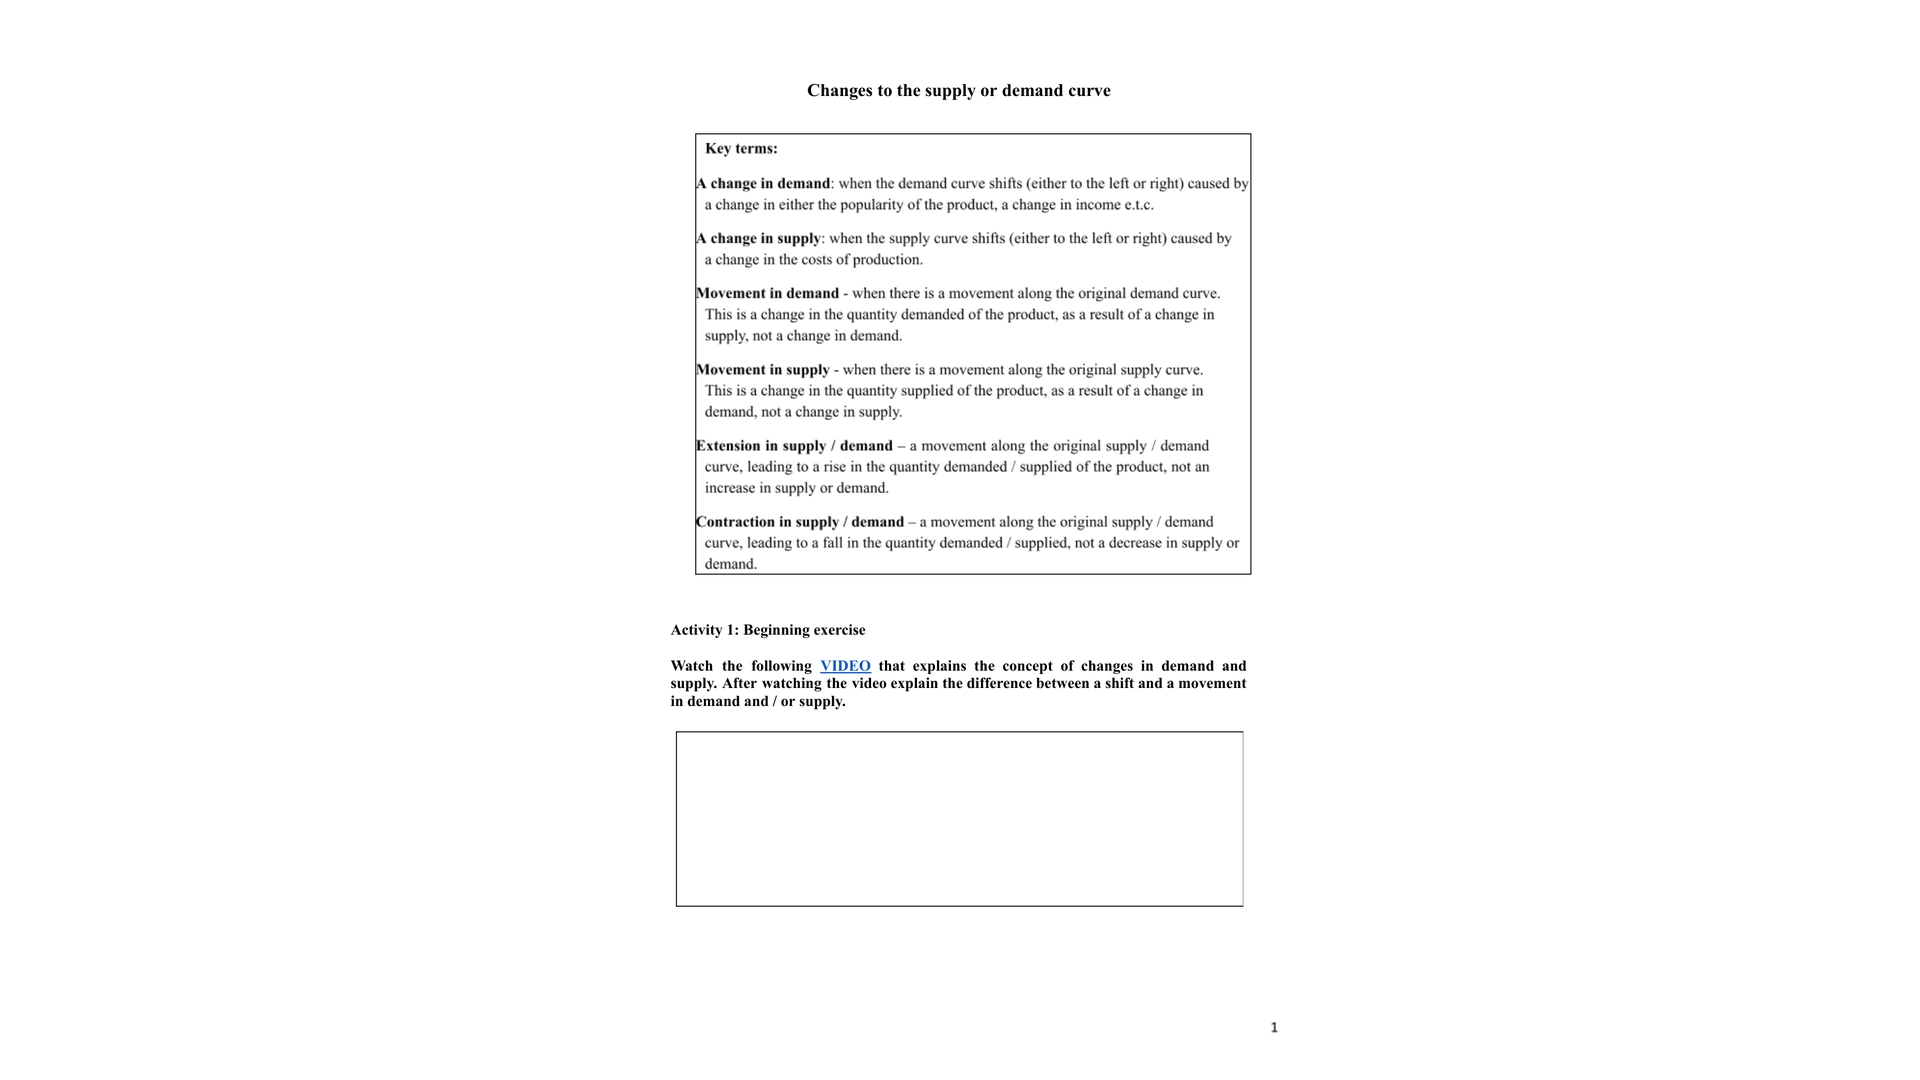 Changes to the supply or demand curve
Key terms:
A change in demand: when the demand curve shifts (either to the left or right) caused by
a change in either the popularity of the product, a change in income e.t.c.
A change in supply: when the supply curve shifts (either to the left or right) caused by
a change in the costs of production.
Movement in demand - when there is a movement along the original demand curve.
This is a change in the quantity demanded of the product, as a result of a change in
supply, not a change in demand.
Movement in supply - when there is a movement along the original supply curve.
This is a change in the quantity supplied of the product, as a result of a change in
demand, not a change in supply.
Extension in supply / demand – a movement along the original supply / demand
curve, leading to a rise in the quantity demanded / supplied of the product, not an
increase in supply or demand.
Contraction in supply / demand – a movement along the original supply / demand
curve, leading to a fall in the quantity demanded / supplied, not a decrease in supply or
demand.
Activity 1: Beginning exercise
Watch the following VIDEO that explains the concept of changes in demand and
supply. After watching the video explain the difference between a shift and a movement
in demand and / or supply.
1